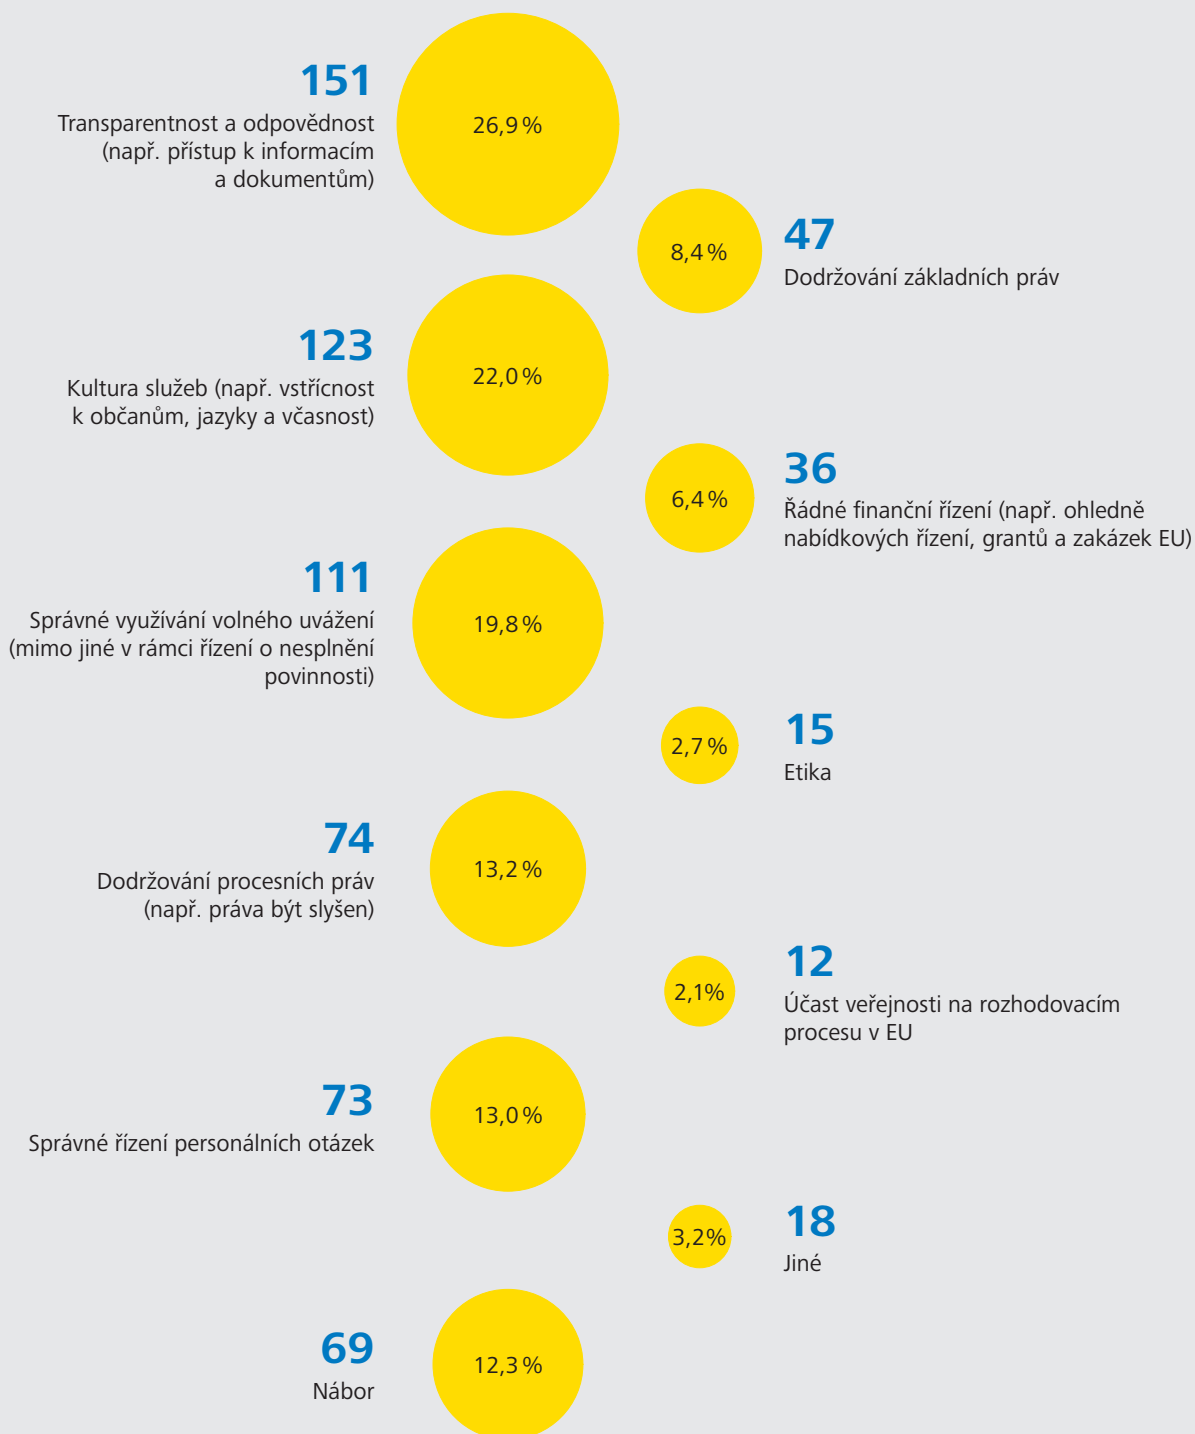 151
Transparentnost a odpovědnost
(např. přístup k informacím
a dokumentům)
26,9 %
8,4 %
47
Dodržování základních práv
123
Kultura služeb (např. vstřícnost
k občanům, jazyky a včasnost)
22,0 %
6,4 %
36
Řádné finanční řízení (např. ohledně
nabídkových řízení, grantů a zakázek EU)
111
Správné využívání volného uvážení
(mimo jiné v rámci řízení o nesplnění
povinnosti)
19,8 %
2,7 %
15
Etika
74
Dodržování procesních práv
(např. práva být slyšen)
13,2 %
2,1%
12
Účast veřejnosti na rozhodovacím
procesu v EU
73
Správné řízení personálních otázek
13,0 %
3,2%
18
Jiné
69
Nábor
12,3 %